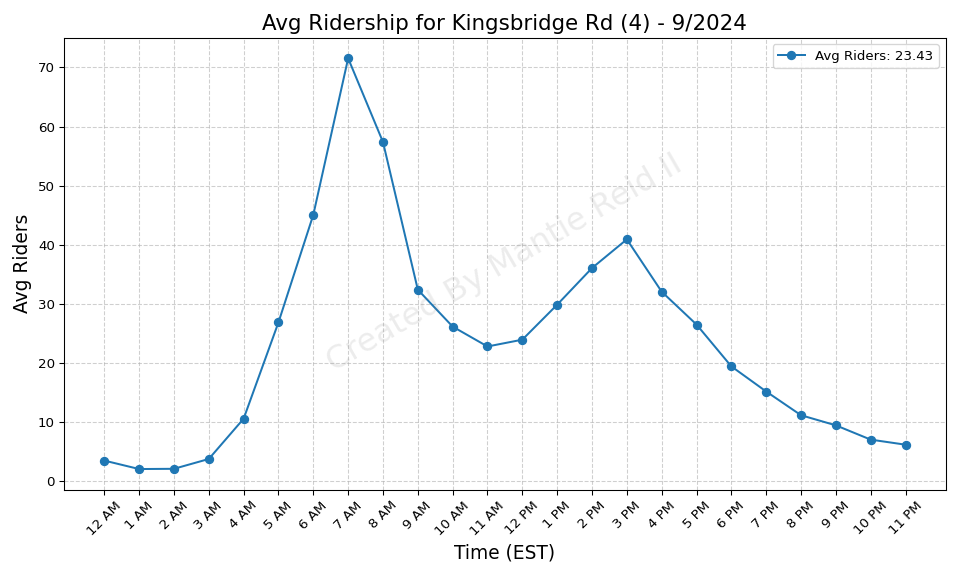 Avg Ridership for Kingsbridge Rd (4) - 9/2024
Avg Riders: 23.43
70
60
50
40
30
20
10
0
Avg Riders
Created By Mantie Reid II
12 AM
1 AM
2 AM
3 AM
4 AM
5 AM
6 AM
7 AM
8 AM
9 AM
10 AM
11 AM
12 PM
1 PM
2 PM
3 PM
4 PM
5 PM
6 PM
7 PM
8 PM
9 PM
10 PM
11 PM
Time (EST)